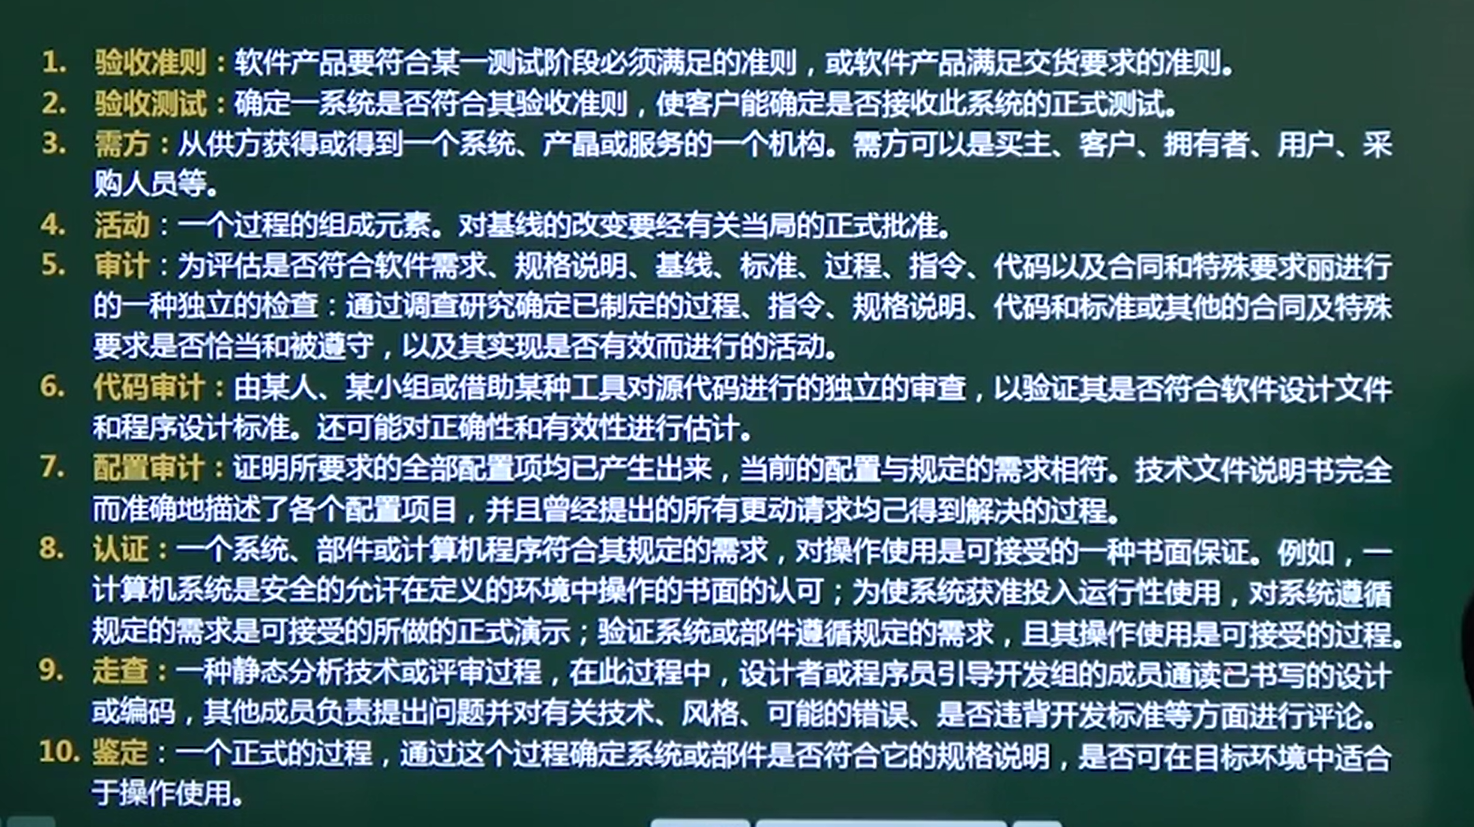 1. 验收准则：软件产品要符合某一测试阶段必须满足的准则，或软件产品满足交货要求的准则。
2. 验收测试：确定一系统是否符合其验收准则，使客户能确定是否接收此系统的正式测试。
3. 需方：从供方获得或得到一个系统、产晶或服务的一个机构。需方可以是买主、客户、拥有者、用户、采
购人员等。
4. 活动：一个过程的组成元素。对基线的改变要经有关当局的正式批准。
5. 审计：为评估是否符合软件需求、规格说明、基线、标准、过程、指令、代码以及合同和特殊要求丽进行
的一种独立的检查：通过调查研究确定已制定的过程、指令、规格说明、代码和标准或其他的合同及特殊
要求是否恰当和被遵守，以及其实现是否有效而进行的活动。
6. 代码审计：由某人、某小组或借助某种工具对源代码进行的独立的审查，以验证其是否符合软件设计文件
和程序设计标准。还可能对正确性和有效性进行估计。
7. 配置审计：证明所要求的全部配置项均已产生出来，当前的配置与规定的需求相符。技术文件说明书完全
而准确地描述了各个配置项目，并且曾经提出的所有更动请求均己得到解决的过程。
8. 认证：一个系统、部件或计算机程序符合其规定的需求，对操作使用是可接受的一种书面保证。例如，一
计算机系统是安全的允讦在定义的环境中操作的书面的认可；为使系统获准投入运行性使用，对系统遵循
规定的需求是可接受的所做的正式演示；验证系统或部件遵循规定的需求，且其操作使用是可接受的过程。
9. 走查：一种静态分析技术或评审过程，在此过程中，设计者或程序员引导开发组的成员通读已书写的设计
或编码，其他成员负责提出问题并对有关技术、风格、可能的错误、是否违背开发标准等方面进行评论。
10. 鉴定：一个正式的过程，通过这个过程确定系统或部件是否符合它的规格说明，是否可在目标环境中适合
于操作使用。